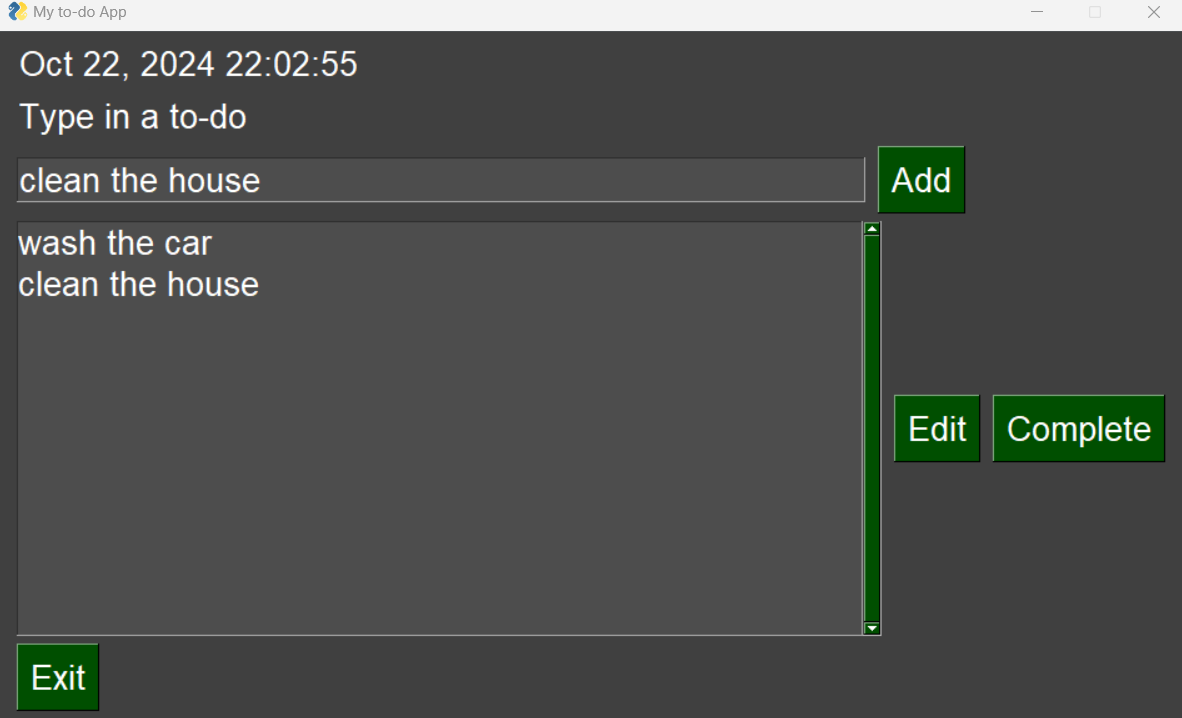 My to-do App
Oct 22, 2024 22:02:55
Type in a to-do
clean the house
Add
wash the car
clean the house
Edit
Complete
Exit